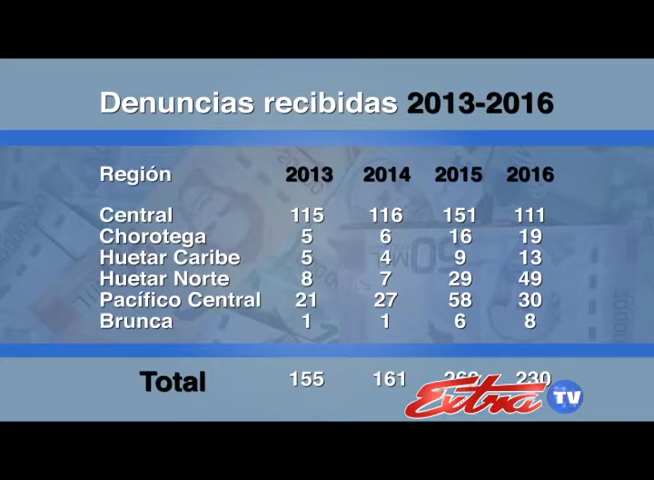 Denuncias recibidas 2013-2016
Región 2013 2014 2015 2016
Central 115 116 151 111
Chorotega 5 6 16 19
Huetar Caribe 5 4 9 13
Huetar Norte 8 7 29 49
Pacífico Central 21 27 58 30
Brunca 1 1 6 8
Total 155 161 269 230
Extra TV